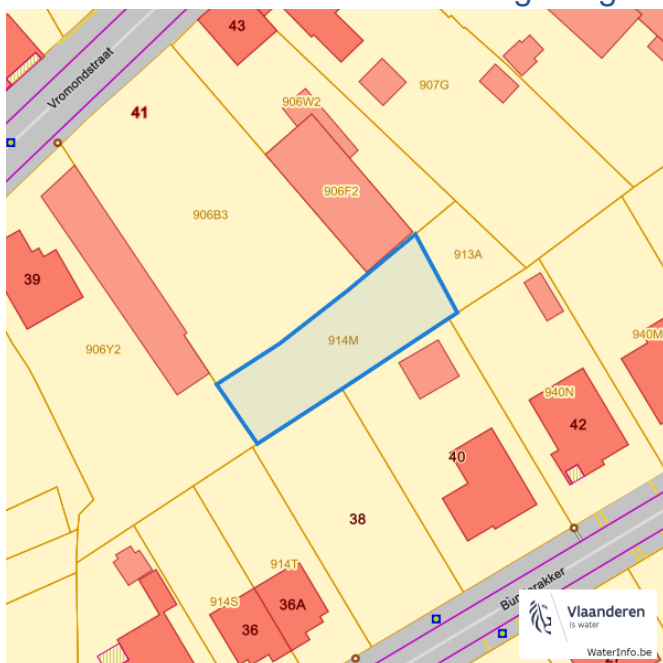 43
Vromondstraat
41
907G
906W2
906F2
906B3
913A
39
914M
906Y2
940M
940N
42
40
38
914T
914S
36A
36
Vlaanderen
is water
WaterInfo.be